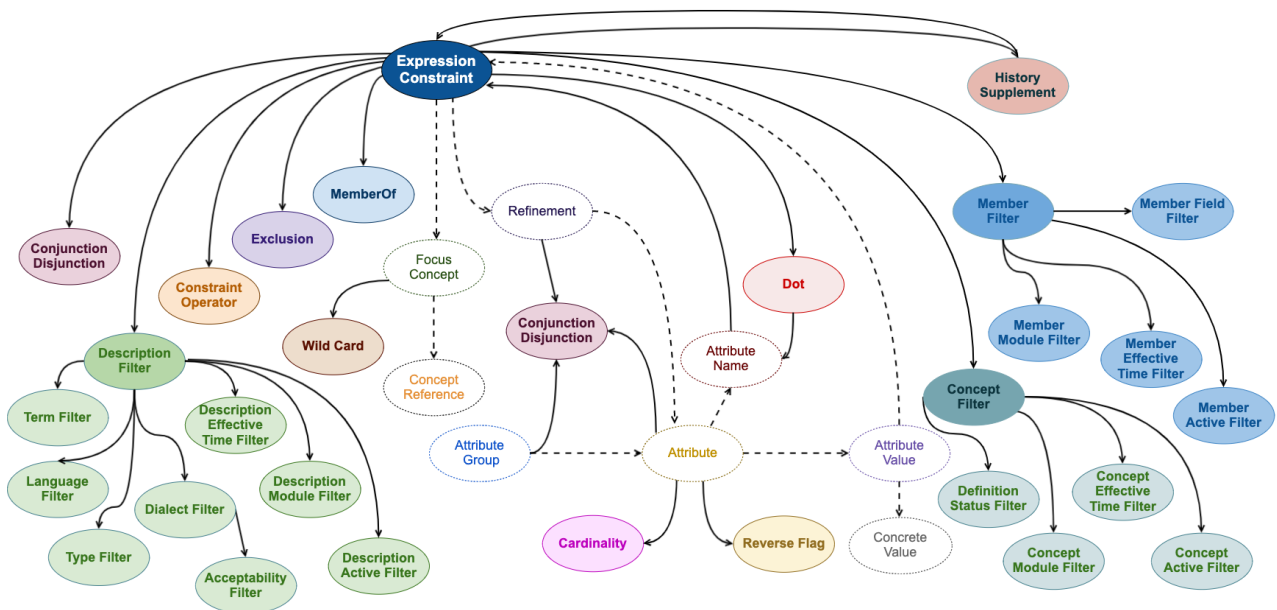 Expression
Constraint
History
Supplement
MemberOf
Refinement
Member
Filter
Member Field
Filter
Exclusion
Conjunction
Disjunction
Focus
Concept
Constraint
Operator
Dot
Conjunction
Disjunction
Member
Module Filter
Wild Card
Attribute
Name
Member
Effective
Time Filter
Description
Filter
Concept
Reference
Concept
Filter
Term Filter
Description
Effective
Time Filter
Member
Active Filter
Attribute
Group
Attribute
Attribute
Value
Language
Filter
Description
Module Filter
Definition
Status Filter
Concept
Effective
Time Filter
Dialect Filter
Type Filter
Cardinality
Reverse Flag
Concrete
Value
Description
Active Filter
Concept
Module Filter
Concept
Active Filter
Acceptability
Filter